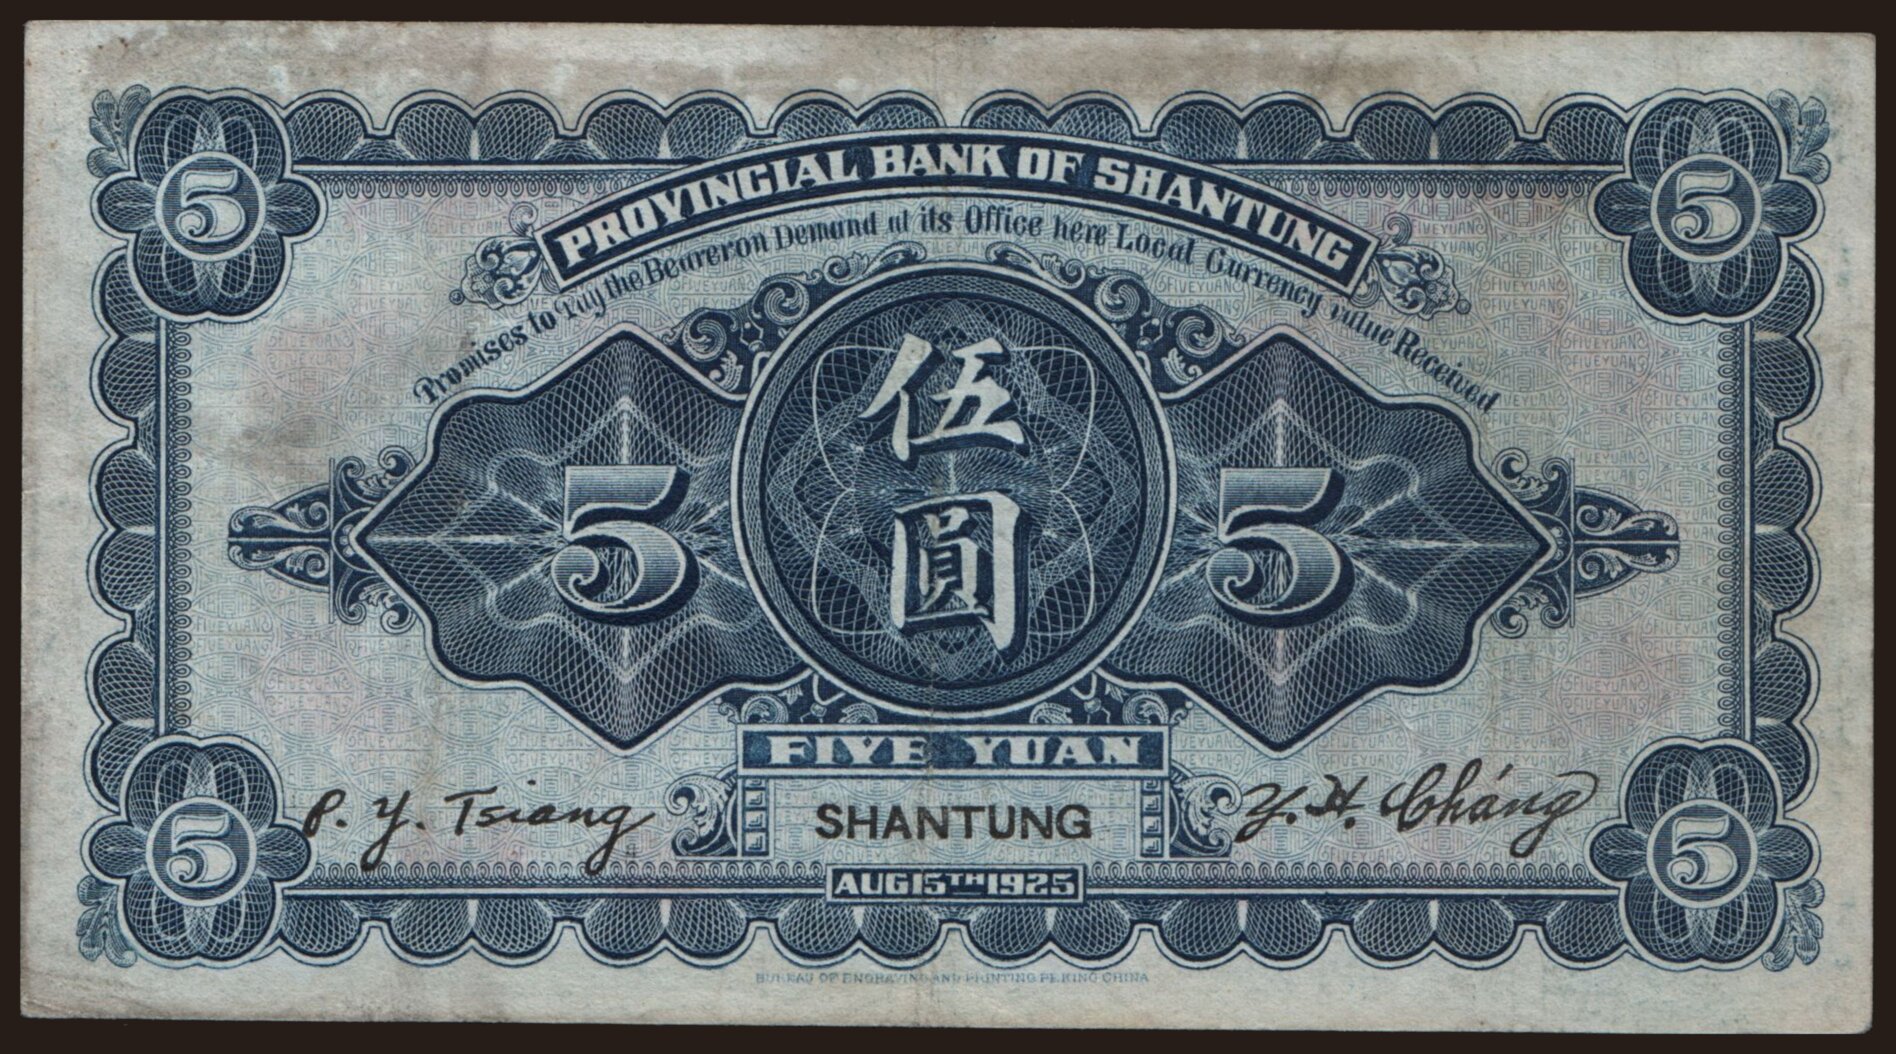 PROVINCIAL BANK OF SHANTUNG
Promises to Pay the Bearer on Demand at its Office here Local Currency value Received
5
5
伍圓
5
5
FIVE YUAN
P. Y. Tsiang
SHANTUNG
Y. H. Chang
5
5
AUG 15TH 1925
BUREAU OF ENGRAVING AND PRINTING PEKING CHINA